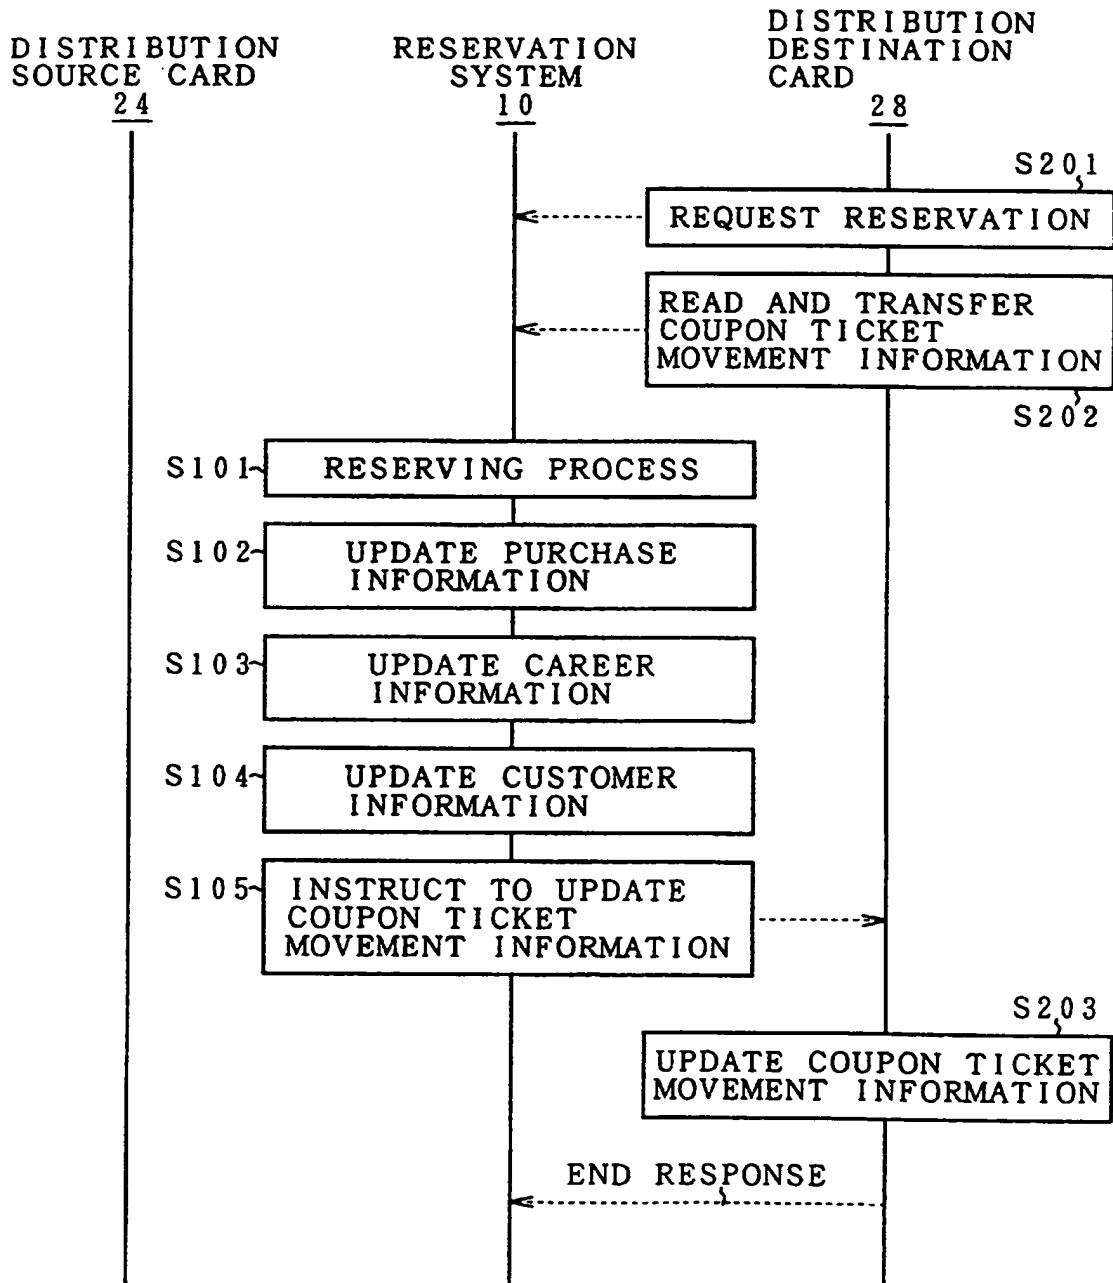 DISTRIBUTION
SOURCE CARD
24
RESERVATION
SYSTEM
10
DISTRIBUTION
DESTINATION
CARD
28
S201
REQUEST RESERVATION
READ AND TRANSFER
COUPON TICKET
MOVEMENT INFORMATION
S202
S101
RESERVING PROCESS
S102
UPDATE PURCHASE
INFORMATION
S103
UPDATE CAREER
INFORMATION
S104
UPDATE CUSTOMER
INFORMATION
S105
INSTRUCT TO UPDATE
COUPON TICKET
MOVEMENT INFORMATION
S203
UPDATE COUPON TICKET
MOVEMENT INFORMATION
END RESPONSE